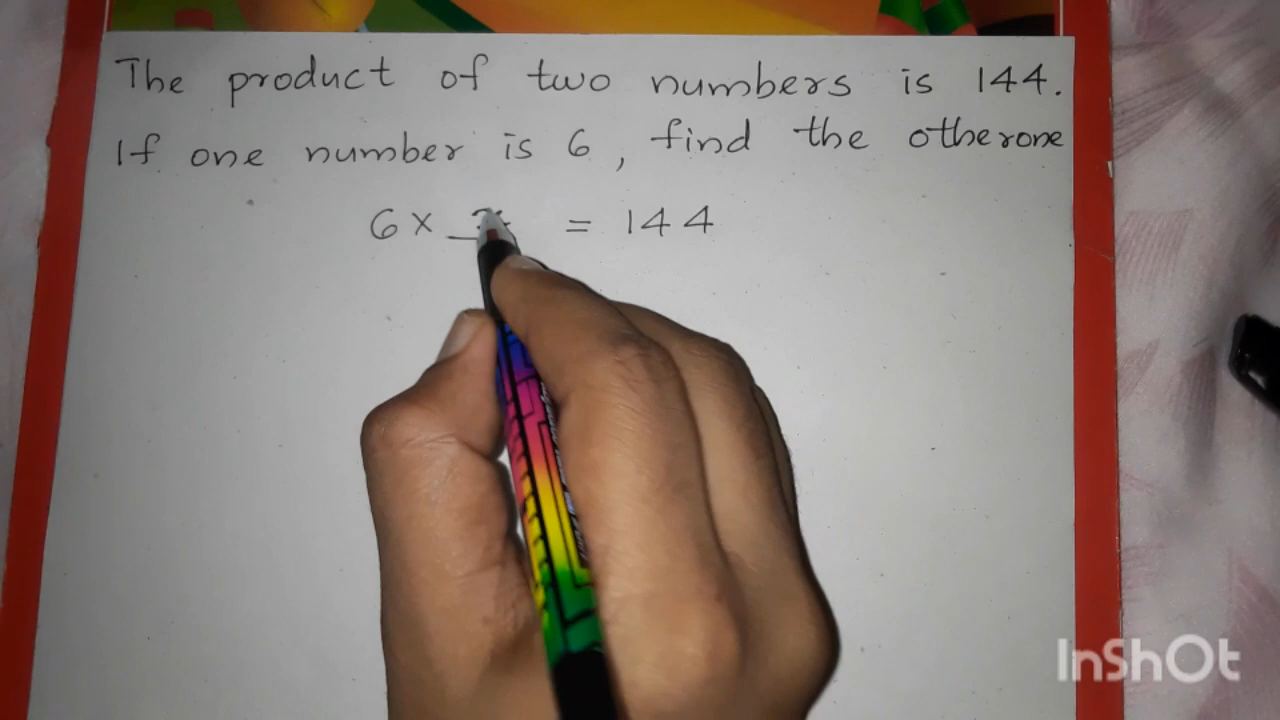 The product of two numbers is 144.
If one number is 6, find the otherone
6 × _ = 144
InShOt